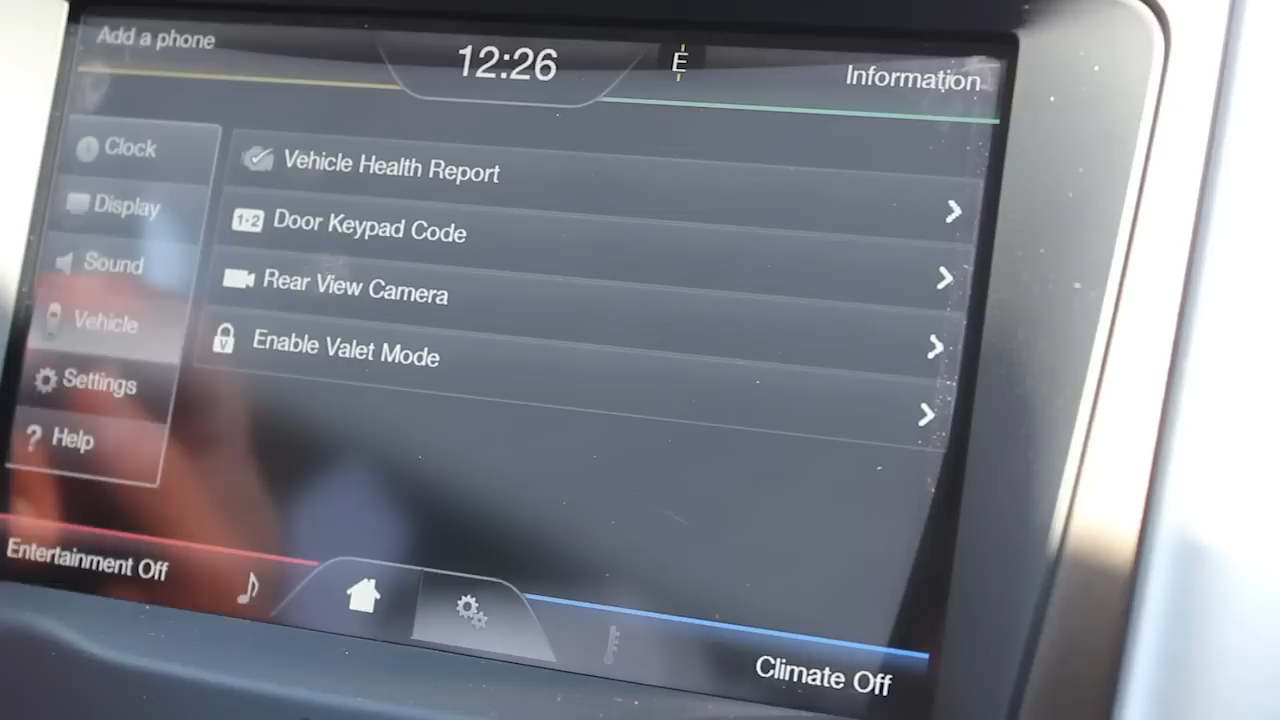 Add a phone
12:26
E
Information
Clock
Display
Sound
Vehicle
Settings
Help
Vehicle Health Report
1·2 Door Keypad Code
Rear View Camera
V Enable Valet Mode
Entertainment Off
Climate Off